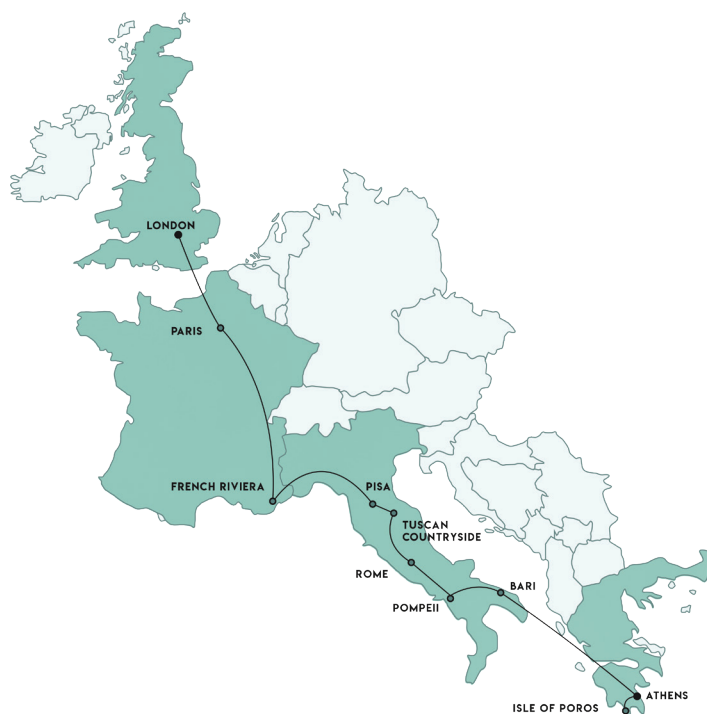 LONDON
PARIS
FRENCH RIVIERA
PISA
TUSCAN
COUNTRYSIDE
ROME
BARI
POMPEII
ATHENS
ISLE OF POROS